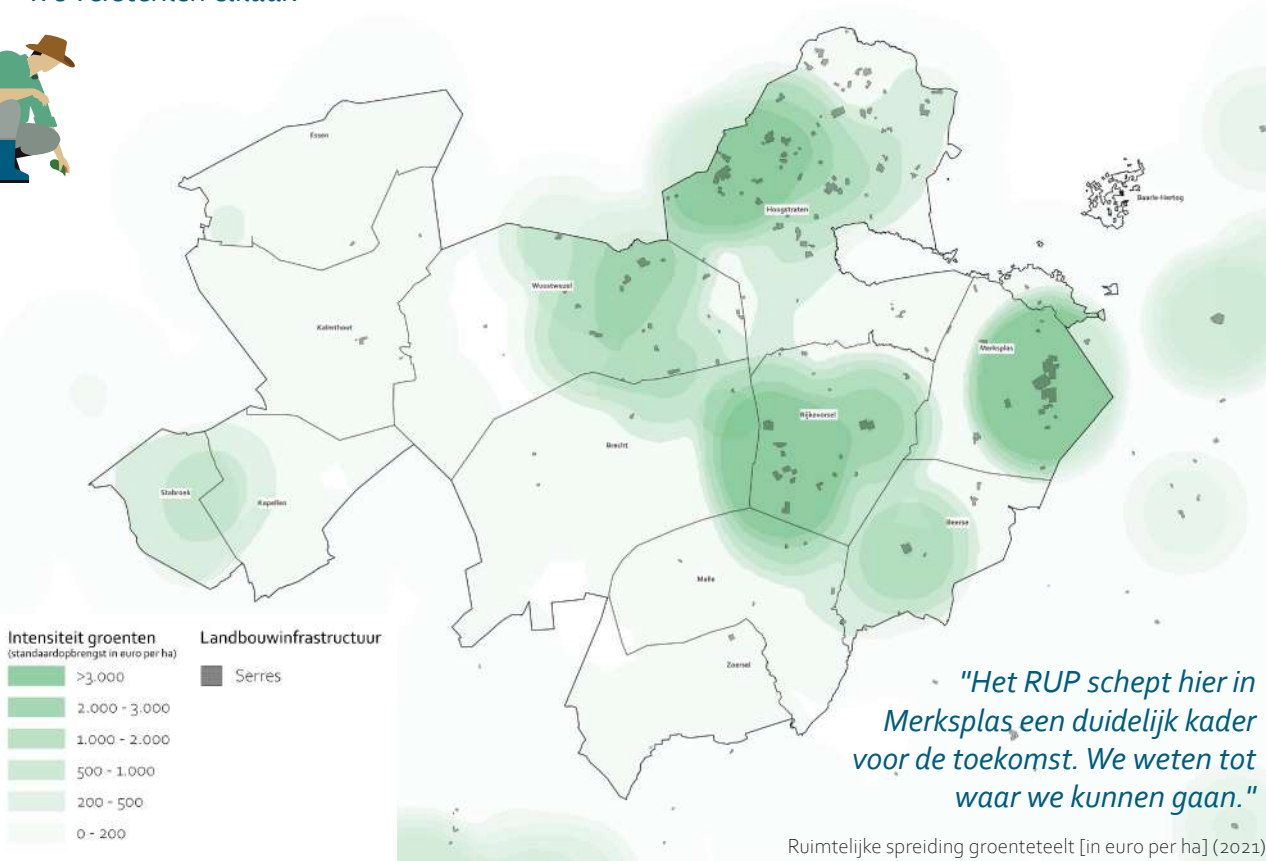 Essen
Hoogstraten
Baarle-Hertog
Wuustwezel
Kalmthout
Merksplas
Rijkevorsel
Brecht
Stabroek
Kapellen
Beerse
Malle
Zoersel
Intensiteit groenten
(standaardopbrengst in euro per ha)
>3.000
2.000 - 3.000
1.000 - 2.000
500 - 1.000
200 - 500
0 - 200
Landbouwinfrastructuur
Serres
"Het RUP schept hier in
Merksplas een duidelijk kader
voor de toekomst. We weten tot
waar we kunnen gaan."
Ruimtelijke spreiding groenteteelt [in euro per ha] (2021)